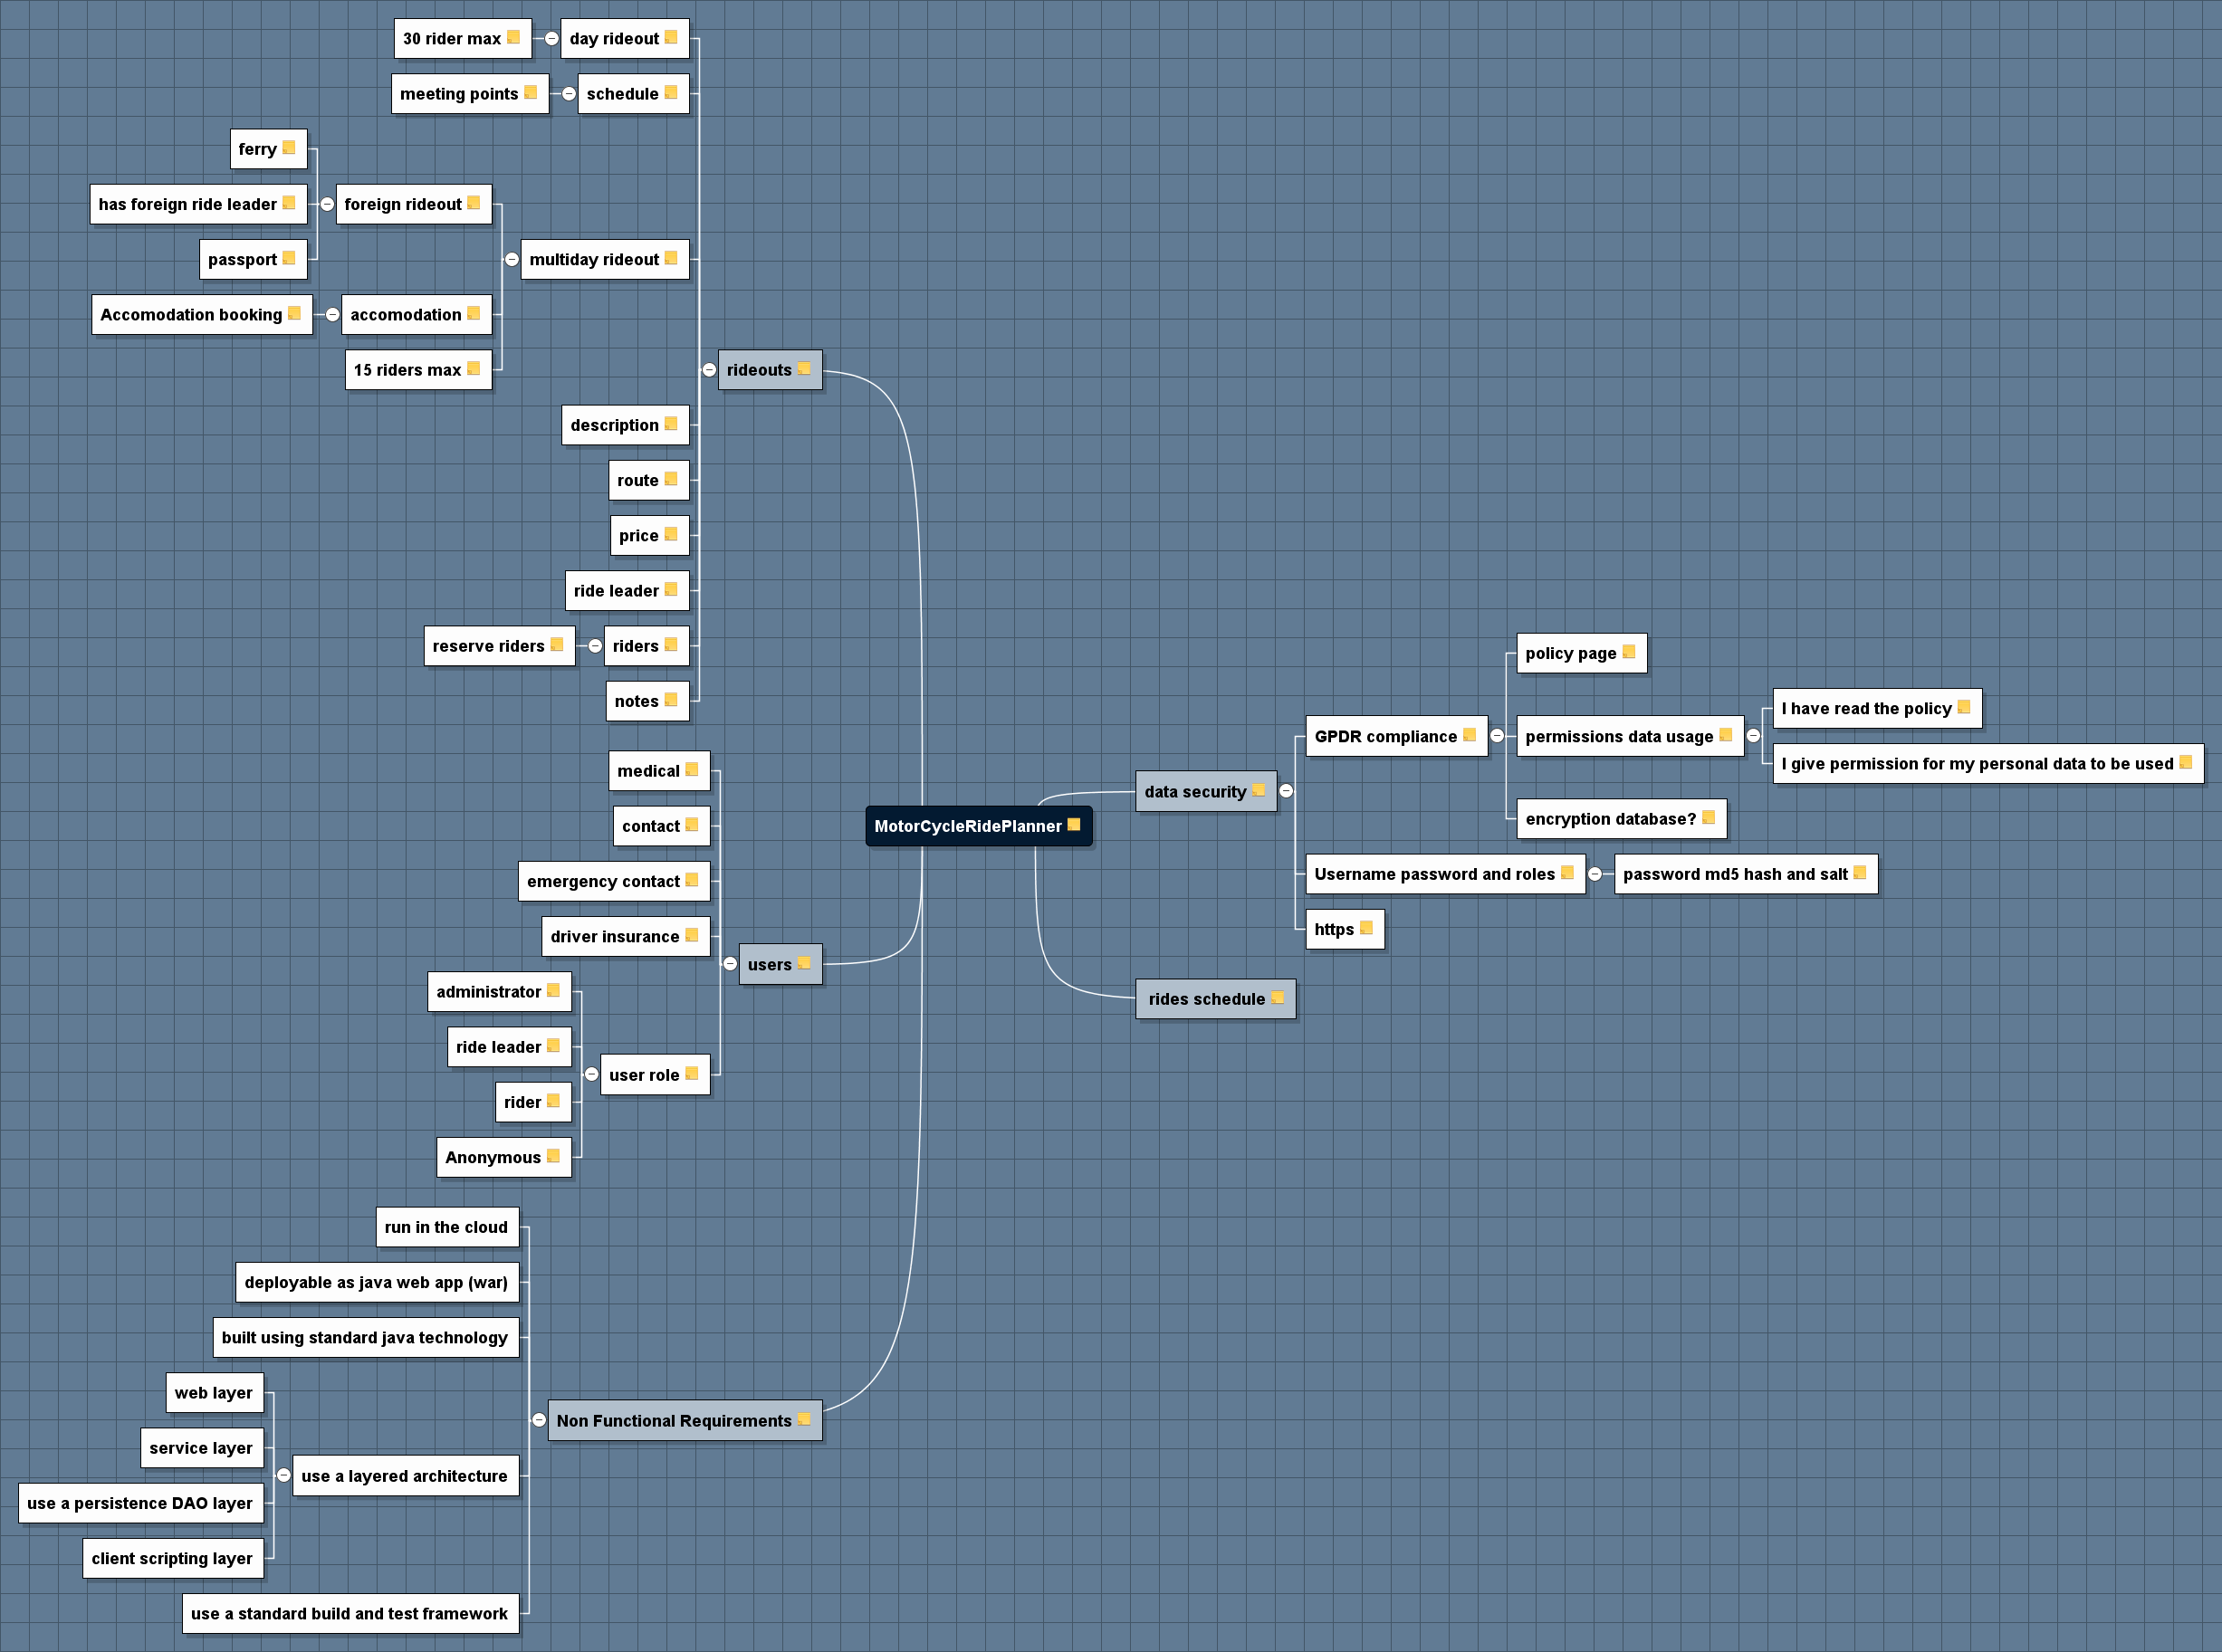 30 rider max
day rideout
meeting points
schedule
ferry
has foreign ride leader
foreign rideout
passport
multiday rideout
Accomodation booking
accomodation
15 riders max
rideouts
description
route
price
ride leader
reserve riders
riders
notes
medical
contact
emergency contact
driver insurance
users
administrator
ride leader
user role
rider
Anonymous
run in the cloud
deployable as java web app (war)
built using standard java technology
web layer
Non Functional Requirements
service layer
use a layered architecture
use a persistence DAO layer
client scripting layer
use a standard build and test framework
MotorCycleRidePlanner
policy page
I have read the policy
GPDR compliance
permissions data usage
I give permission for my personal data to be used
data security
encryption database?
Username password and roles
password md5 hash and salt
https
rides schedule